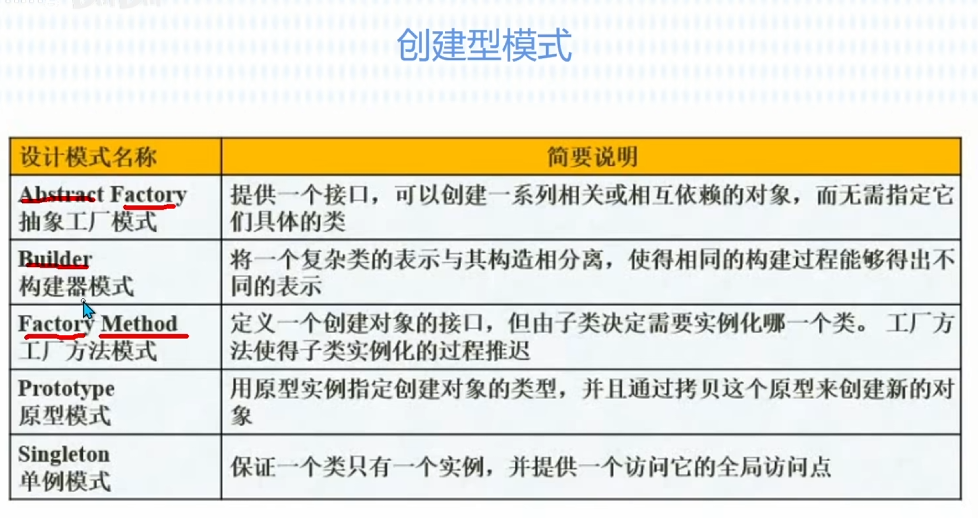 创建型模式
设计模式名称
简要说明
Abstract Factory
抽象工厂模式
提供一个接口，可以创建一系列相关或相互依赖的对象，而无需指定它
们具体的类
Builder
构建器模式
将一个复杂类的表示与其构造相分离，使得相同的构建过程能够得出不
同的表示
Factory Method
工厂方法模式
定义一个创建对象的接口，但由子类决定需要实例化哪一个类。 工厂方
法使得子类实例化的过程推迟
Prototype
原型模式
用原型实例指定创建对象的类型，并且通过拷贝这个原型来创建新的对
象
Singleton
单例模式
保证一个类只有一个实例，并提供一个访问它的全局访问点